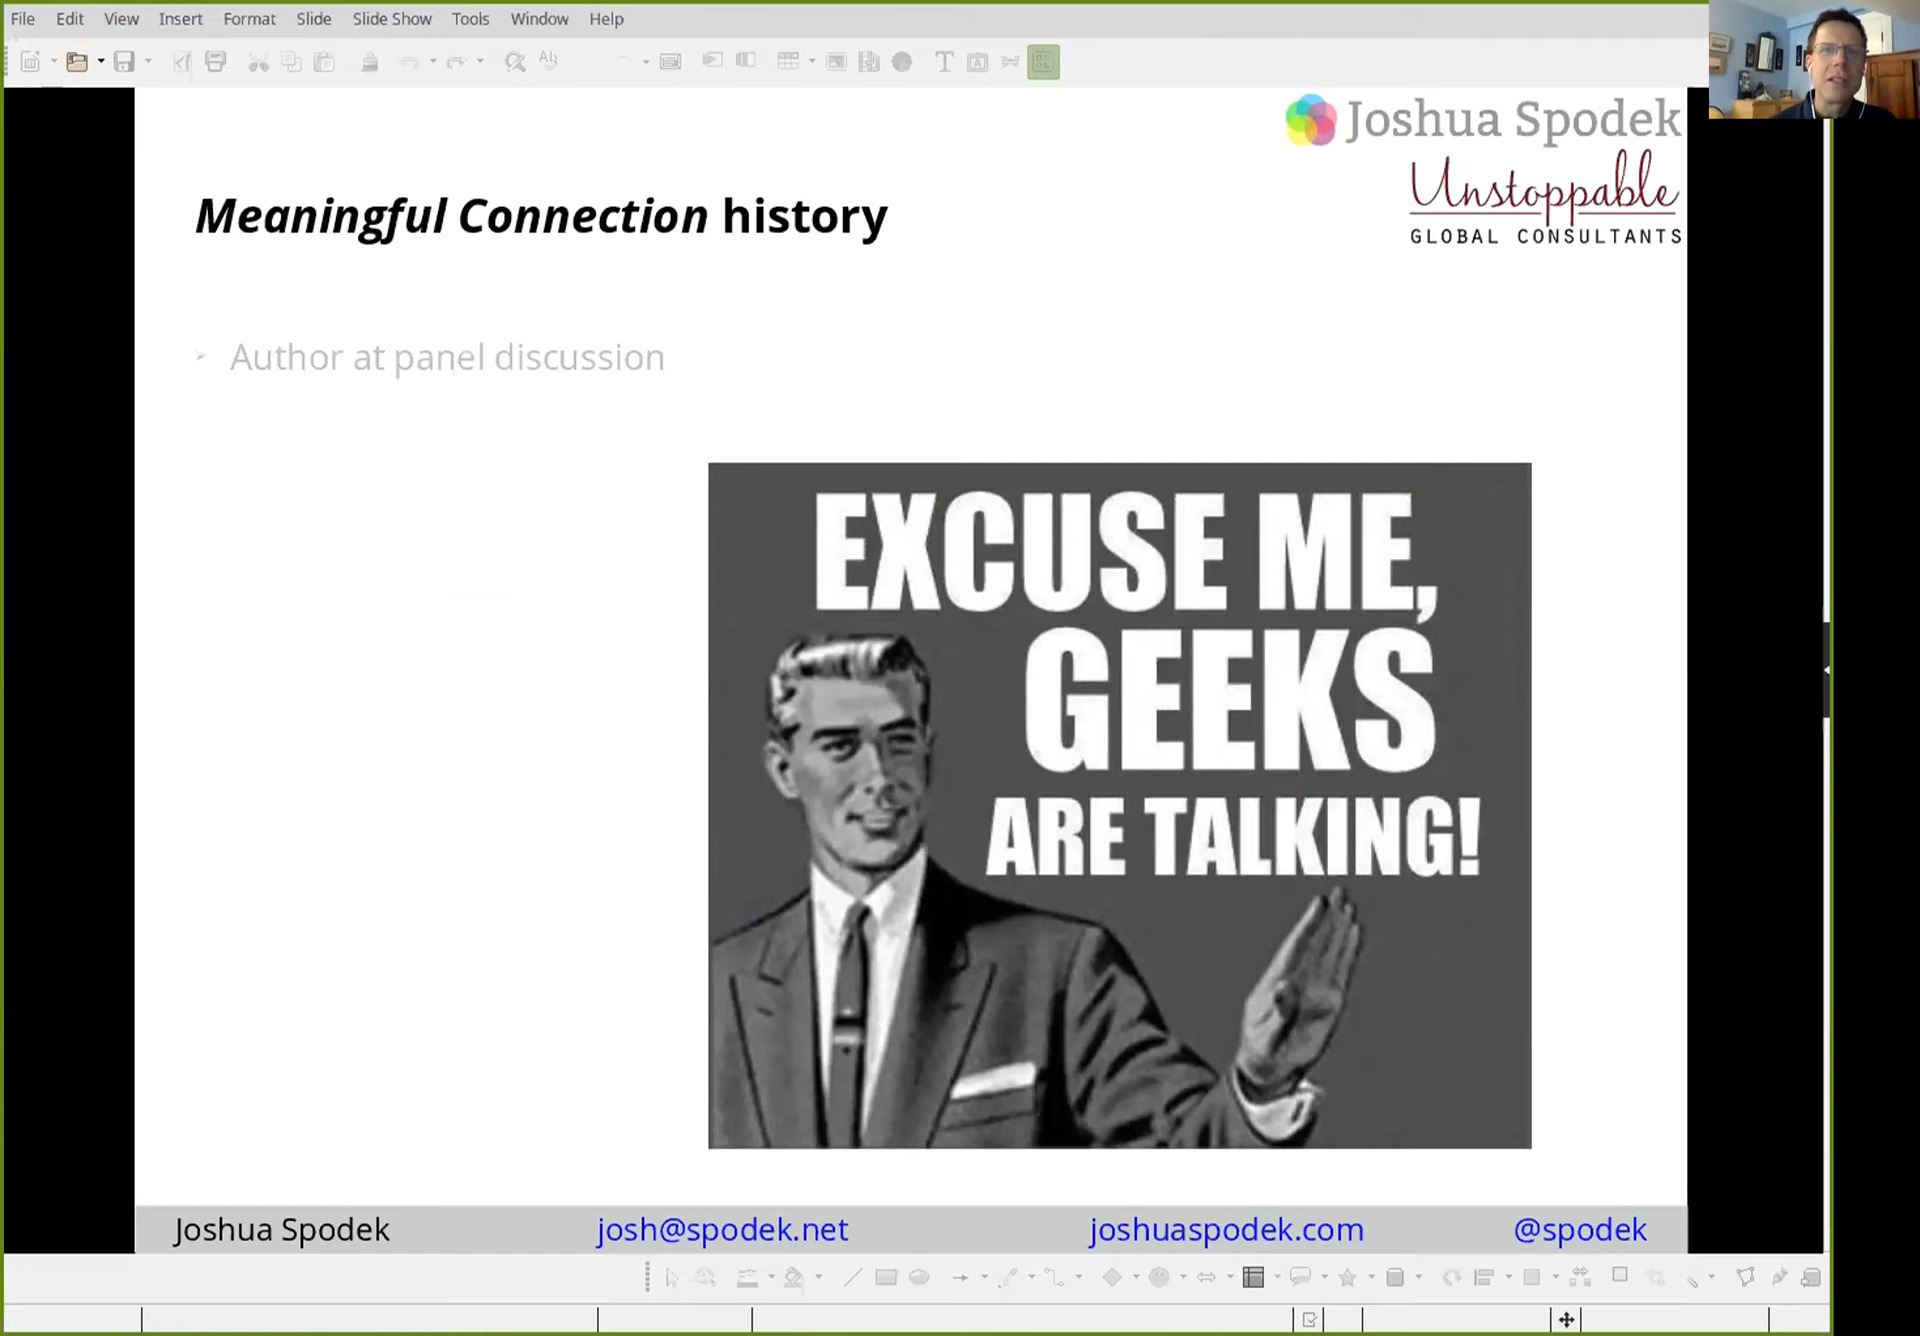 File Edit View Insert Format Slide Slide Show Tools Window Help
Joshua Spodek
Unstoppable
GLOBAL CONSULTANTS
Meaningful Connection history
Author at panel discussion
EXCUSE ME,
GEEKS
ARE TALKING!
Joshua Spodek josh@spodek.net joshuaspodek.com @spodek